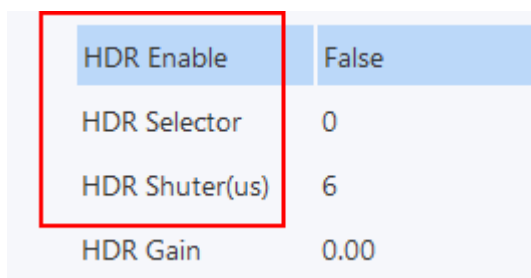 HDR Enable False
HDR Selector 0
HDR Shuter(us) 6
HDR Gain 0.00